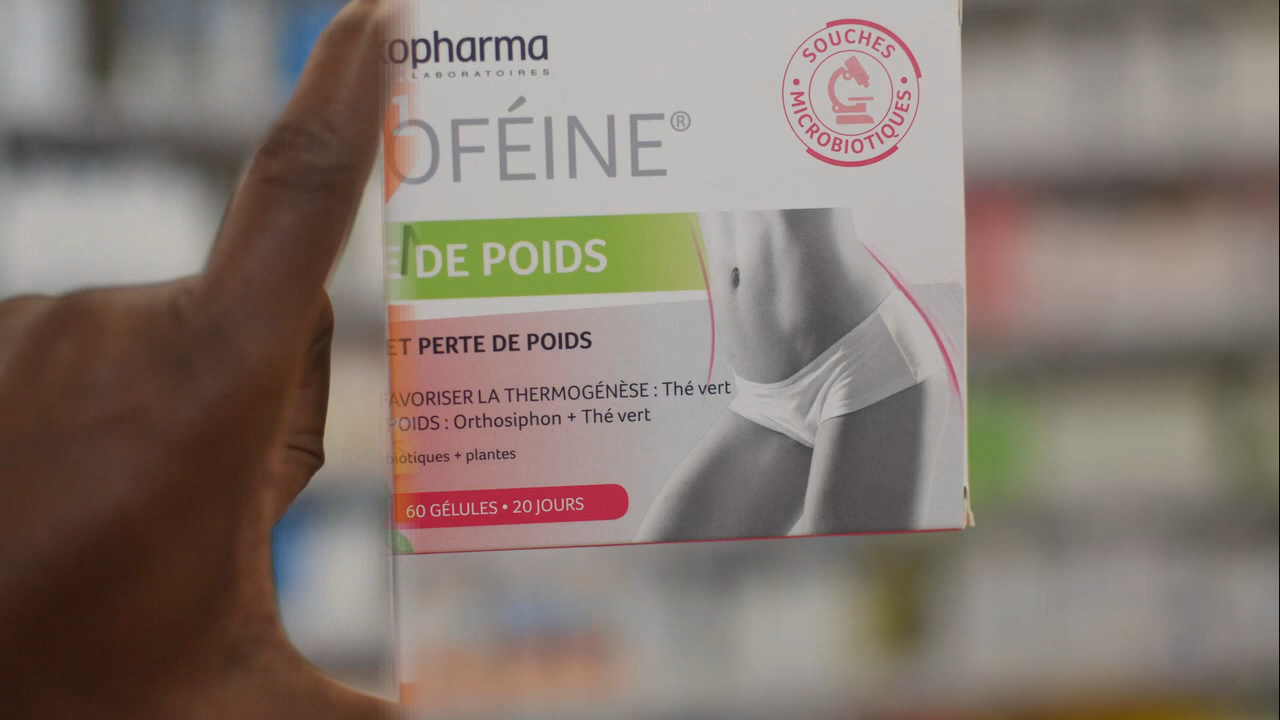 kopharma
LABORATOIRES
OFÉINE®
SOUCHES
MICROBIOTIQUES
E DE POIDS
ET PERTE DE POIDS
AVORISER LA THERMOGÉNÈSE : Thé vert
POIDS : Orthosiphon + Thé vert
biotiques + plantes
60 GÉLULES • 20 JOURS